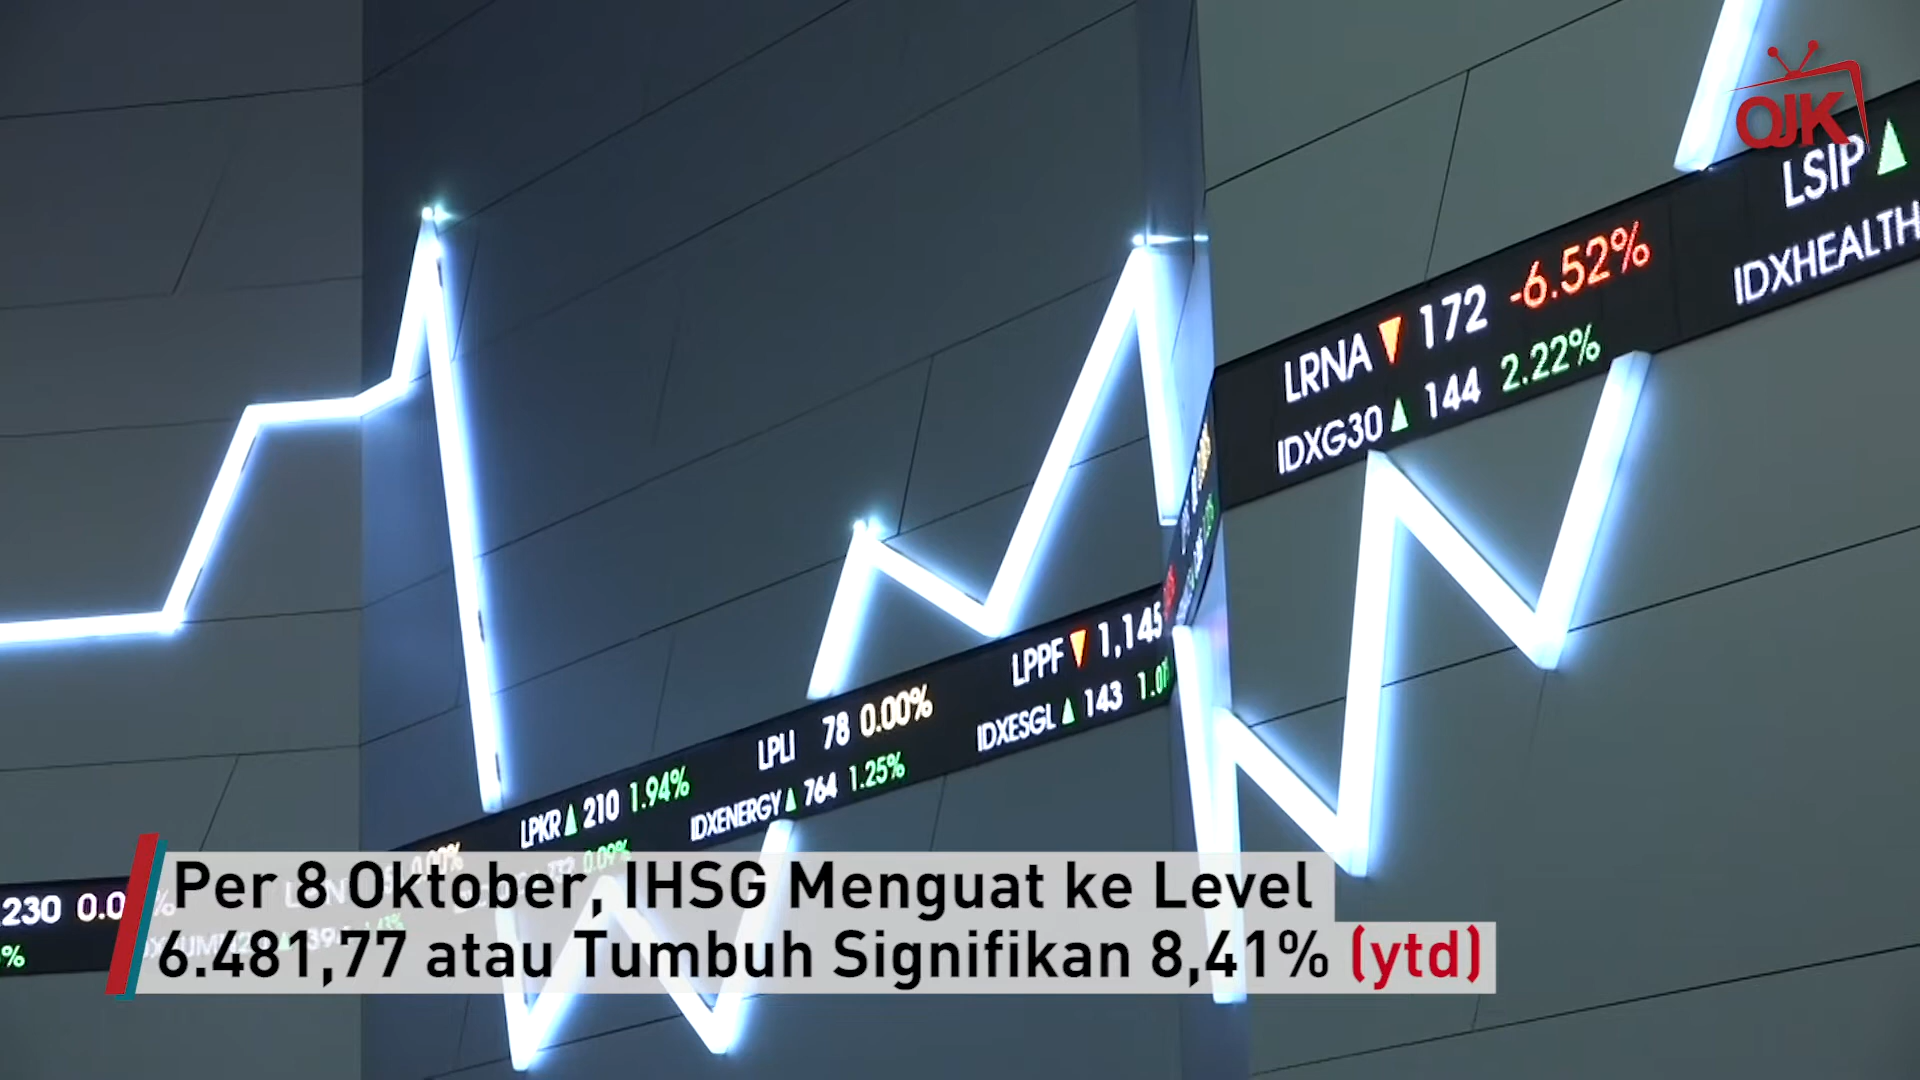 OJK
LSIP ▲
IDXHEALTH
LRNA ▼ 172 -6.52%
IDXG30 ▲ 144 2.22%
LPPF ▼ 1,145
IDXESGL ▲ 143
LPLI 78 0.00%
IDXENERGY ▲ 764 1.25%
LPKR ▲ 210 1.94%
0.09%
230
Per 8 Oktober, IHSG Menguat ke Level
6.481,77 atau Tumbuh Signifikan 8,41% (ytd)